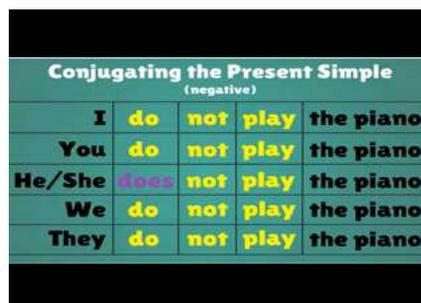 Conjugating the Present Simple
(negative)
I do not play the piano
You do not play the piano
He/She does not play the piano
We do not play the piano
They do not play the piano